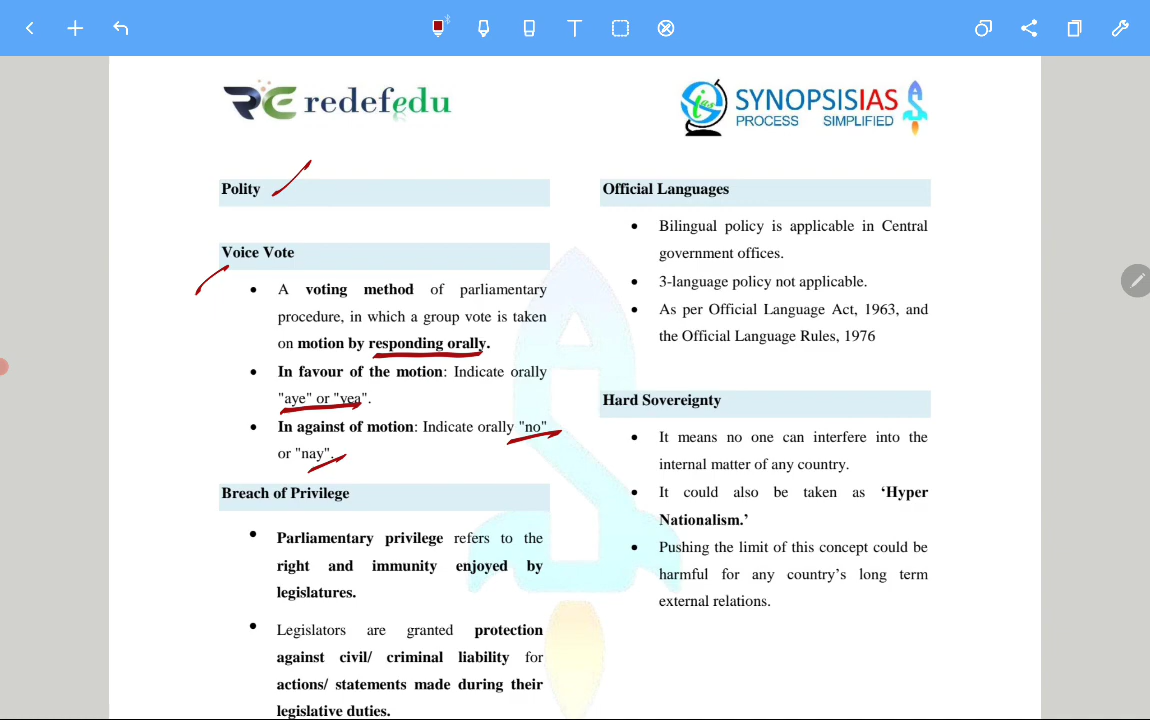 redefedu
SYNOPSISIAS
PROCESS SIMPLIFIED
Polity
Voice Vote
• A voting method of parliamentary
procedure, in which a group vote is taken
on motion by responding orally.
• In favour of the motion: Indicate orally
"aye" or "yea".
• In against of motion: Indicate orally "no"
or "nay".
Breach of Privilege
• Parliamentary privilege refers to the
right and immunity enjoyed by
legislatures.
• Legislators are granted protection
against civil/ criminal liability for
actions/ statements made during their
legislative duties.
Official Languages
• Bilingual policy is applicable in Central
government offices.
• 3-language policy not applicable.
• As per Official Language Act, 1963, and
the Official Language Rules, 1976
Hard Sovereignty
• It means no one can interfere into the
internal matter of any country.
• It could also be taken as ‘Hyper
Nationalism.’
• Pushing the limit of this concept could be
harmful for any country’s long term
external relations.